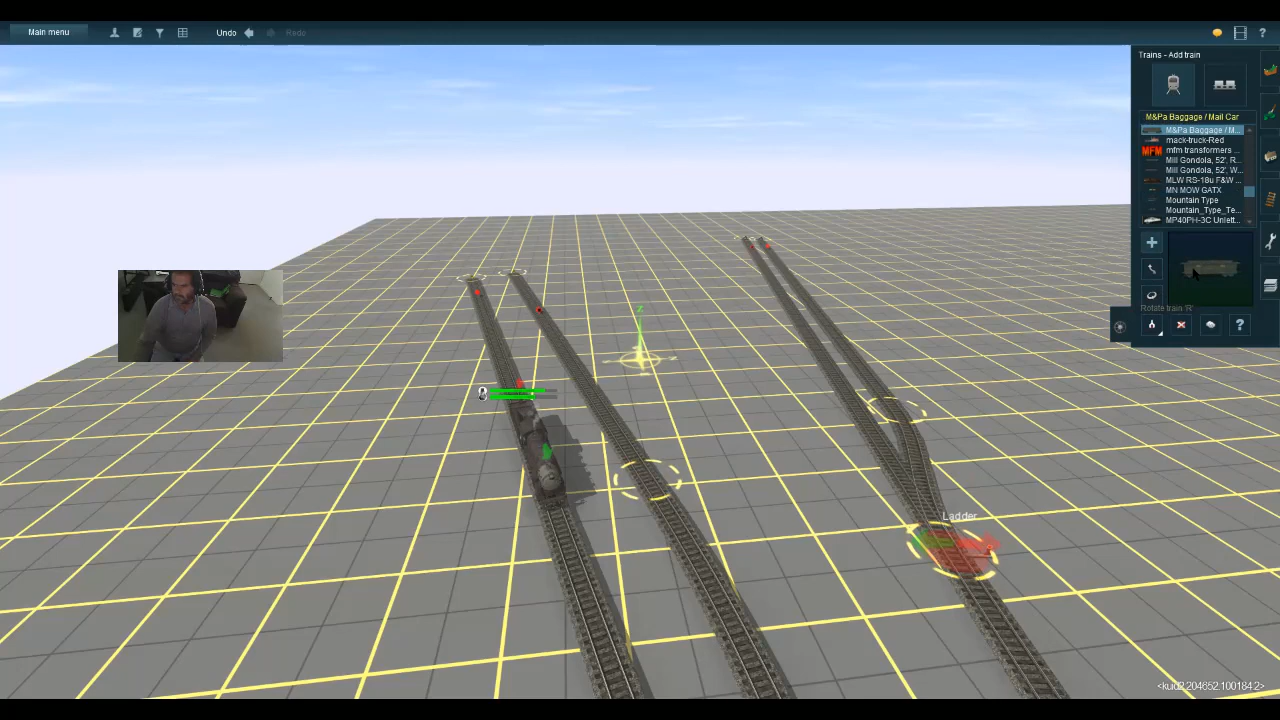 Main menu
Undo
Redo
?
Trains - Add train
M&Pa Baggage / Mail Car
M&Pa Baggage / M...
mack-truck-Red
MFM mfm transformers ...
Mill Gondola, 52', R...
Mill Gondola, 52', W...
MLW RS-18u F&W ...
MN MOW GATX
Mountain Type
Mountain_Type_Te...
MP40PH-3C Unlett...
Rotate train 'R'
?
Z
Ladder
<kuid2:204652:100184:2>